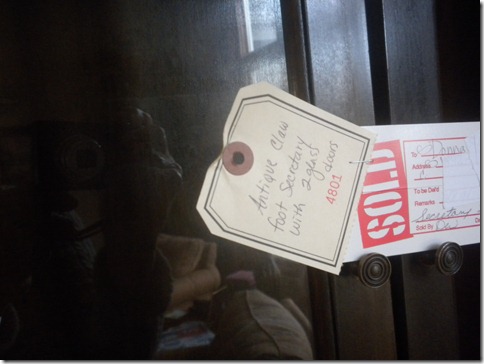 Antique Claw
foot Secretary
with 2 glass
doors
4801
SOLD
To Donna
Address
To be Del'd
Remarks
Secretary
Sold By